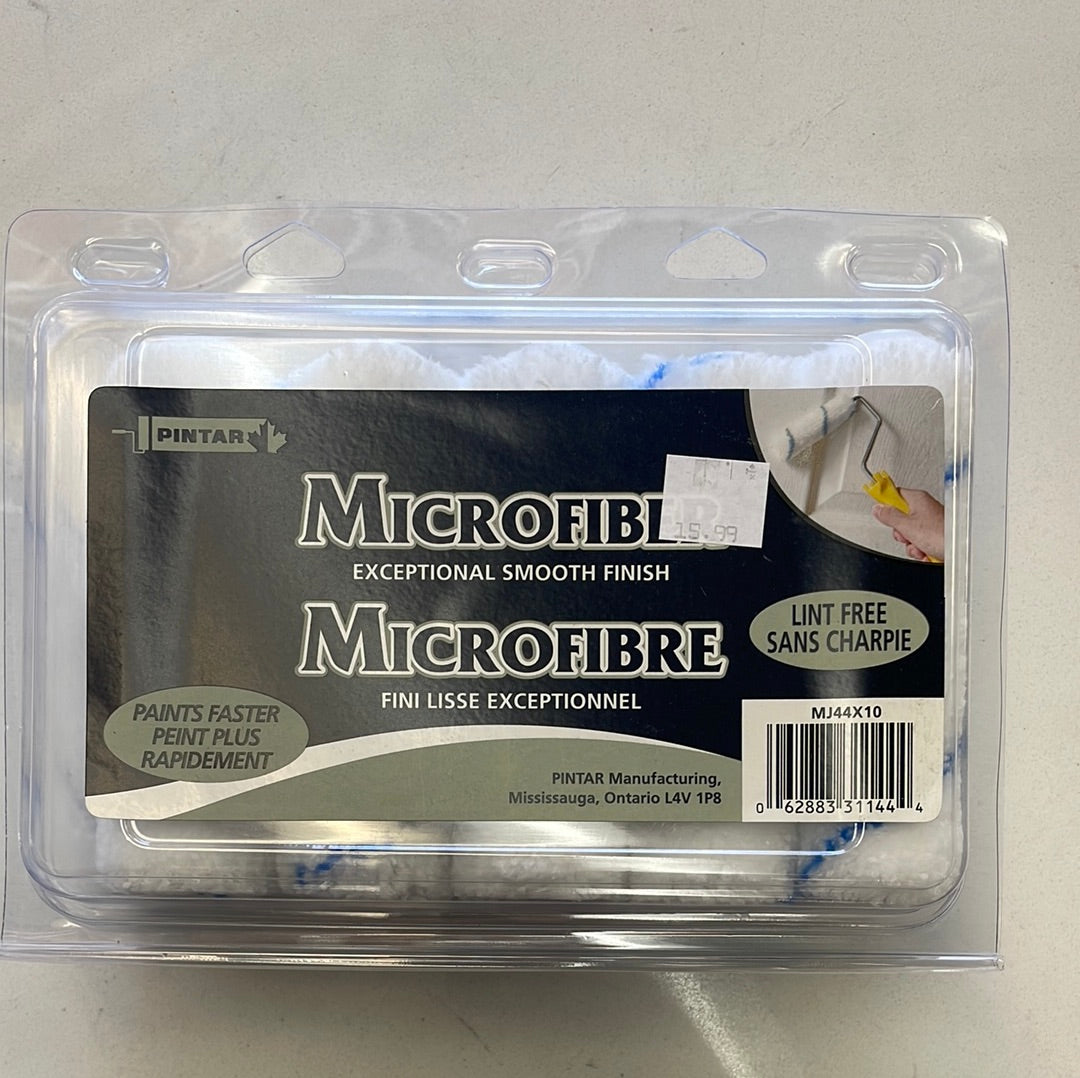 PINTAR
MICROFIBER
15.99
EXCEPTIONAL SMOOTH FINISH
MICROFIBRE
FINI LISSE EXCEPTIONNEL
LINT FREE
SANS CHARPIE
PAINTS FASTER
PEINT PLUS
RAPIDEMENT
PINTAR Manufacturing,
Mississauga, Ontario L4V 1P8
MJ44X10
0 62883 31144 4